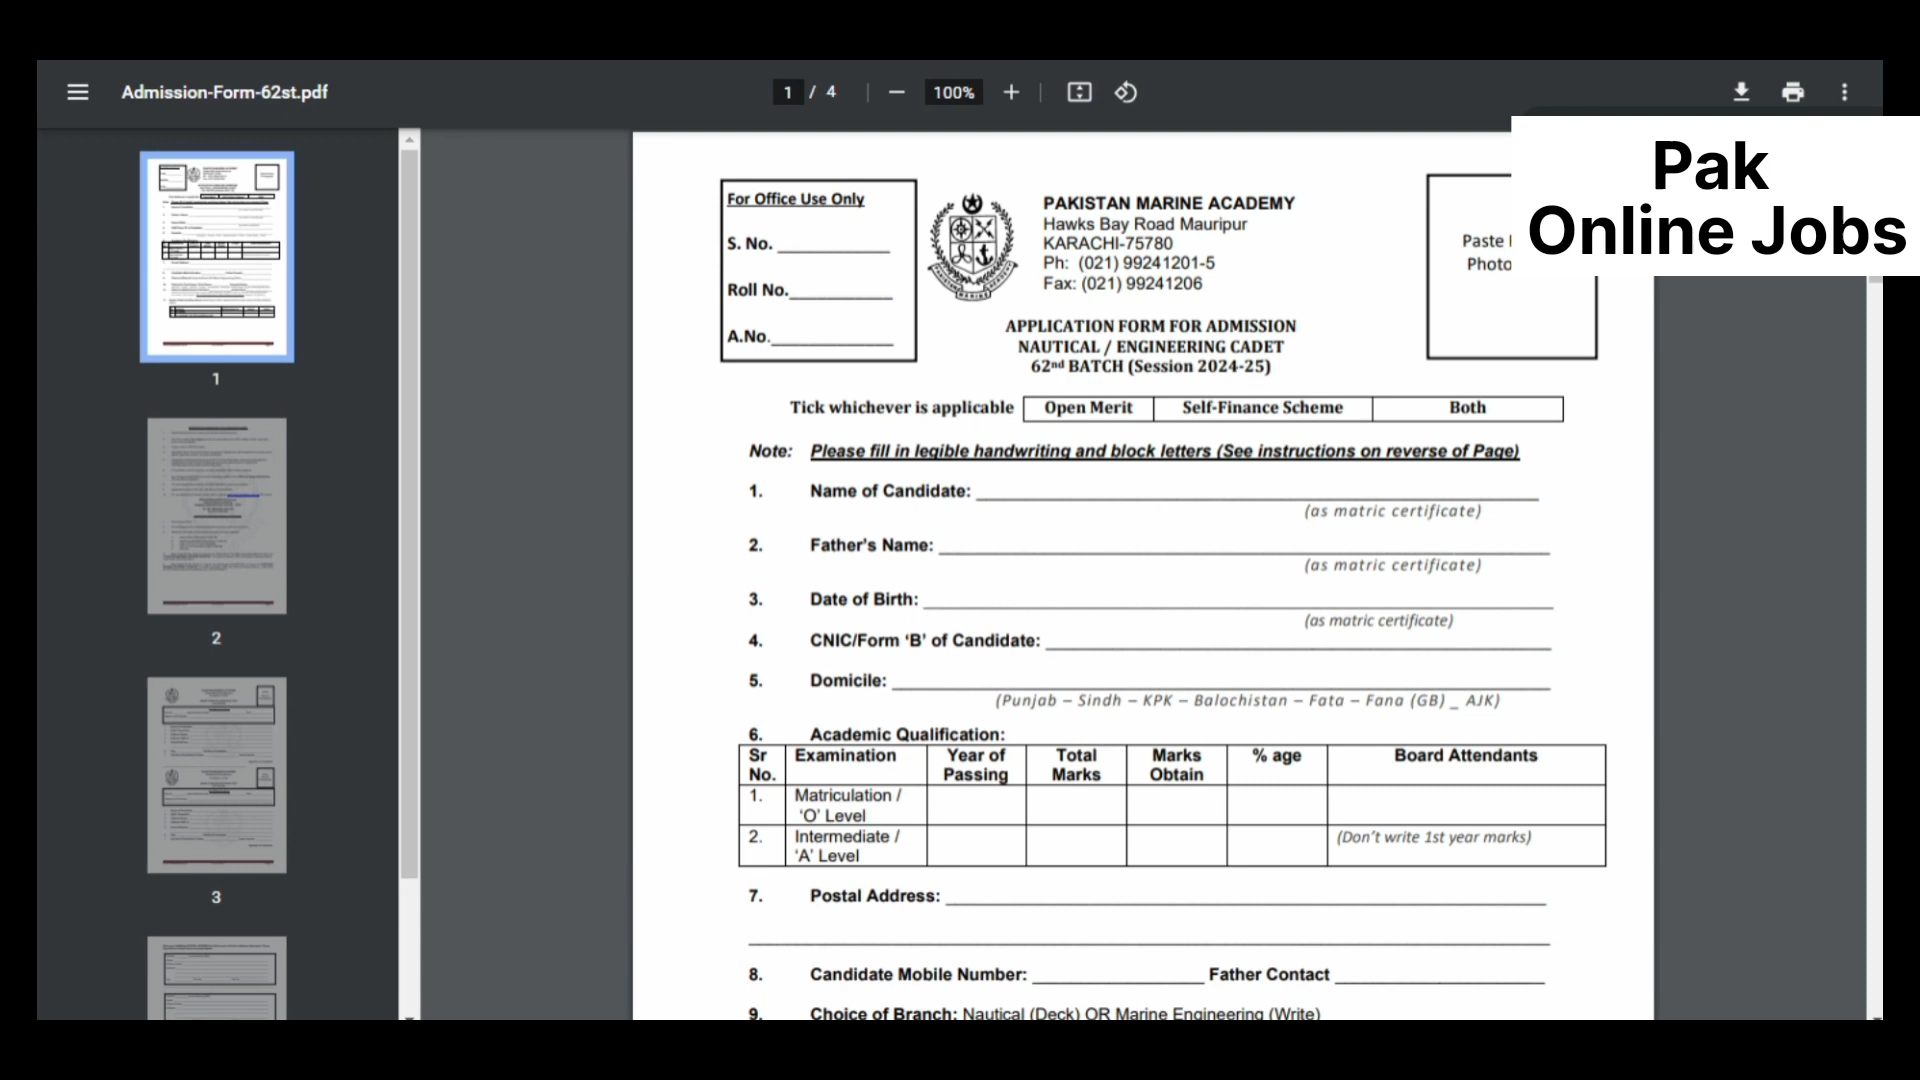 Admission-Form-62st.pdf
1 / 4
100%
Pak
Online Jobs
For Office Use Only
S. No.
Roll No.
A.No.
PAKISTAN MARINE ACADEMY
Hawks Bay Road Mauripur
KARACHI-75780
Ph: (021) 99241201-5
Fax: (021) 99241206
Paste
Photo
APPLICATION FORM FOR ADMISSION
NAUTICAL / ENGINEERING CADET
62nd BATCH (Session 2024-25)
Tick whichever is applicable Open Merit Self-Finance Scheme Both
Note: Please fill in legible handwriting and block letters (See instructions on reverse of Page)
1. Name of Candidate:
(as matric certificate)
2. Father's Name:
(as matric certificate)
3. Date of Birth:
(as matric certificate)
4. CNIC/Form ‘B’ of Candidate:
5. Domicile:
(Punjab – Sindh – KPK – Balochistan – Fata – Fana (GB) _ AJK)
6. Academic Qualification:
Sr No. Examination Year of Passing Total Marks Marks Obtain % age Board Attendants
1. Matriculation / ‘O’ Level
2. Intermediate / ‘A’ Level (Don't write 1st year marks)
7. Postal Address:
8. Candidate Mobile Number: Father Contact
9. Choice of Branch: Nautical (Deck) OR Marine Engineering (Write)
1
2
3